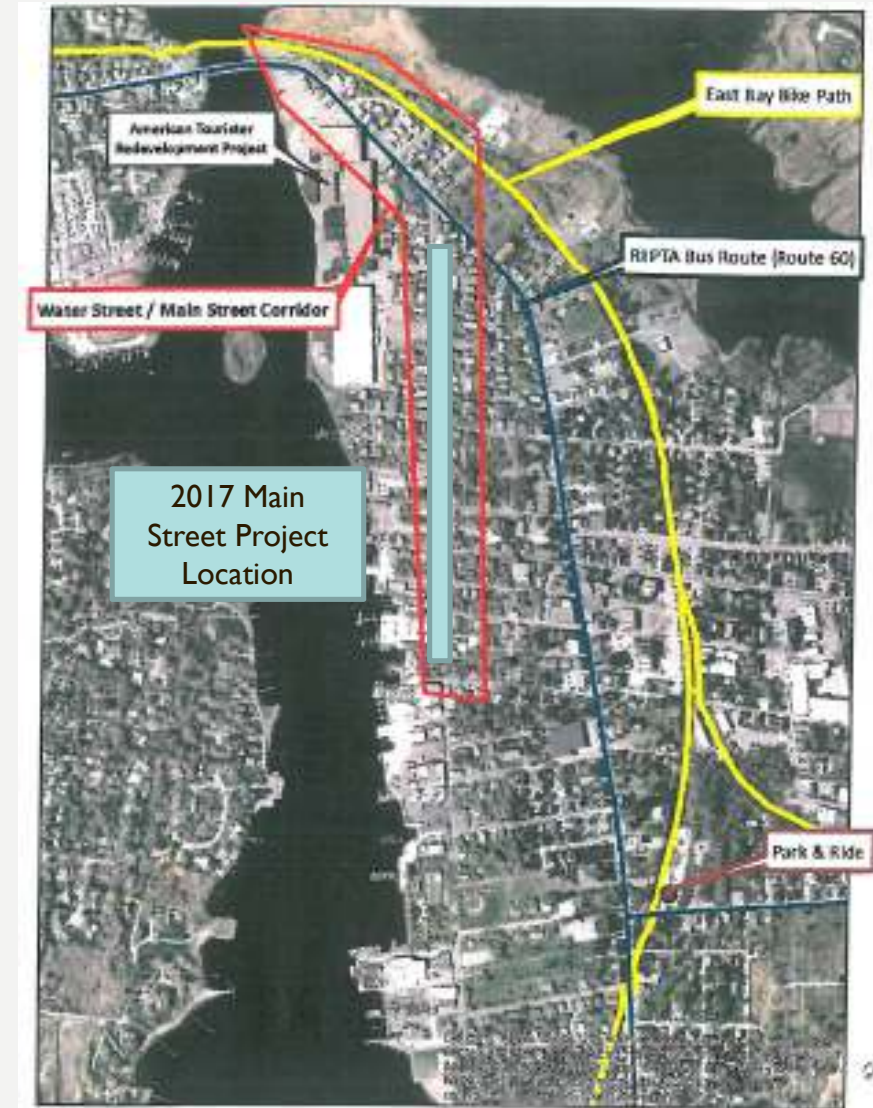 East Bay Bike Path
American Tourister
Redevelopment Project
RIPTA Bus Route (Route 60)
Water Street / Main Street Corridor
2017 Main
Street Project
Location
Park & Ride